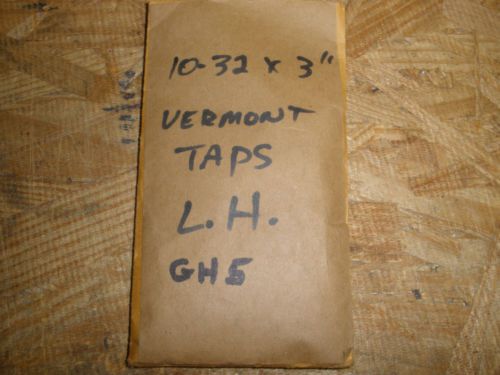 10-32 x 3"
VERMONT
TAPS
L.H.
GH5